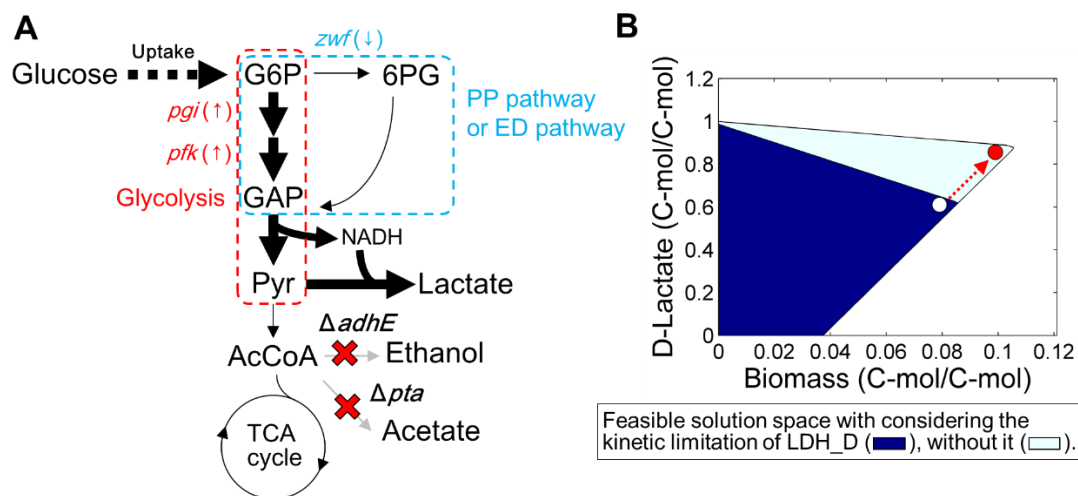 A
Glucose
Uptake
G6P
zwf (↓)
6PG
pgi (↑)
pfk (↑)
PP pathway
or ED pathway
Glycolysis
GAP
NADH
Pyr
Lactate
ΔadhE
AcCoA
Ethanol
Δpta
Acetate
TCA
cycle
B
D-Lactate (C-mol/C-mol)
1.2
1
0.8
0.6
0.4
0.2
0
0 0.02 0.04 0.06 0.08 0.1 0.12
Biomass (C-mol/C-mol)
Feasible solution space with considering the
kinetic limitation of LDH_D ( ), without it ( ).